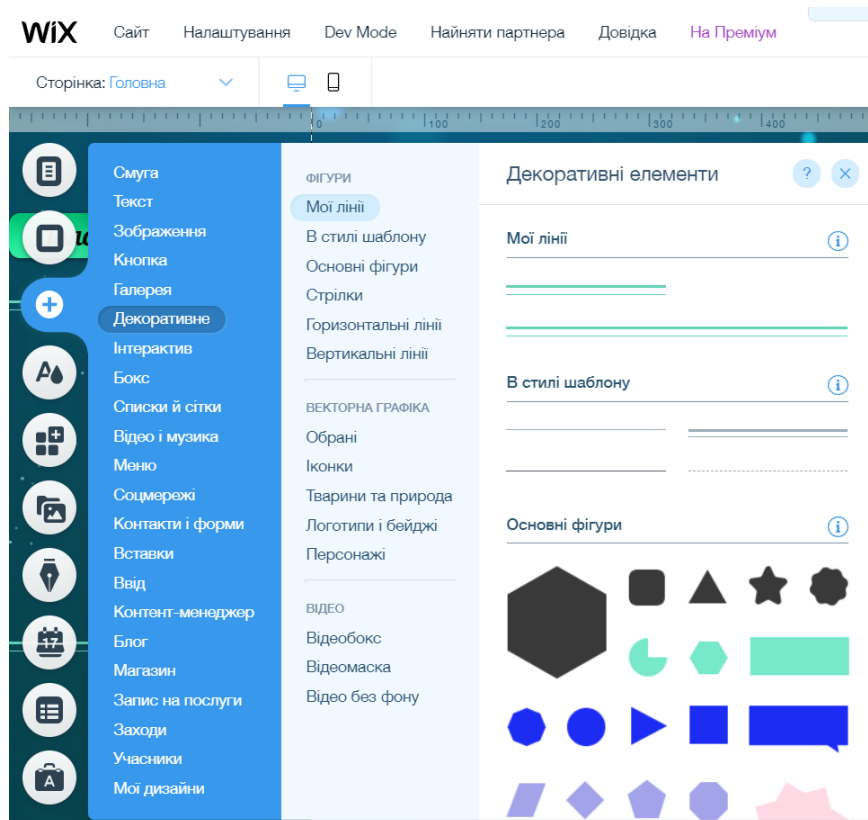 WiX
Сайт
Налаштування
Dev Mode
Найняти партнера
Довідка
На Преміум
Сторінка: Головна
0
100
200
300
400
Смуга
Текст
Зображення
Кнопка
Галерея
Декоративне
Інтерактив
Бокс
Списки й сітки
Відео і музика
Меню
Соцмережі
Контакти і форми
Вставки
Ввід
Контент-менеджер
Блог
Магазин
Запис на послуги
Заходи
Учасники
Мої дизайни
17
A
A
ФІГУРИ
Мої лінії
В стилі шаблону
Основні фігури
Стрілки
Горизонтальні лінії
Вертикальні лінії
ВЕКТОРНА ГРАФІКА
Обрані
Іконки
Тварини та природа
Логотипи і бейджі
Персонажі
ВІДЕО
Відеобокс
Відеомаска
Відео без фону
Декоративні елементи
?
Мої лінії
i
В стилі шаблону
i
Основні фігури
i